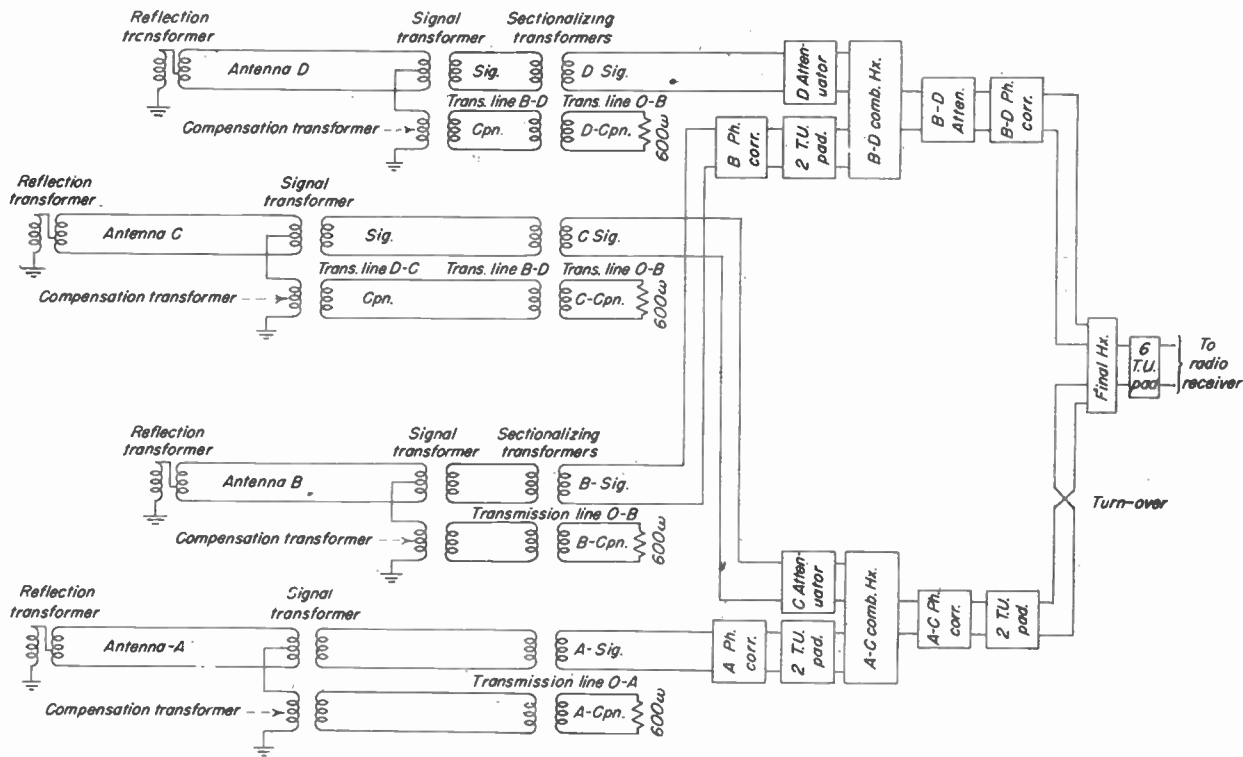 Reflection
trcnsformer
Signal
transformer
Sectionalizing
transformers
Antenna D
Sig.
D Sig.
Trans. line B-D
Trans. line O-B
Compensation transformer
Cpn.
D-Cpn.
600ω
D Atten-
uator
B Ph.
corr.
2 T.U.
pad.
B-D comb. Hx.
B-D
Atten.
B-D Ph.
corr.
Reflection
transformer
Signal
transformer
Antenna C
Sig.
C Sig.
Trans. line D-C
Trans. line B-D
Trans. line O-B
Compensation transformer
Cpn.
C-Cpn.
600ω
Final Hx.
6
T.U.
pad
To
radio
receiver
Reflection
transformer
Signal
transformer
Sectionalizing
transformers
Antenna B
B-Sig.
Transmission line O-B
Compensation transformer
B-Cpn.
600ω
Turn-over
Reflection
transformer
Signal
transformer
Antenna-A
A-Sig.
Transmission line O-A
Compensation transformer
A-Cpn.
600ω
C Atten-
uator
A Ph.
corr.
2 T.U.
pad.
A-C comb. Hx.
A-C Ph.
corr.
2 T.U.
pad.